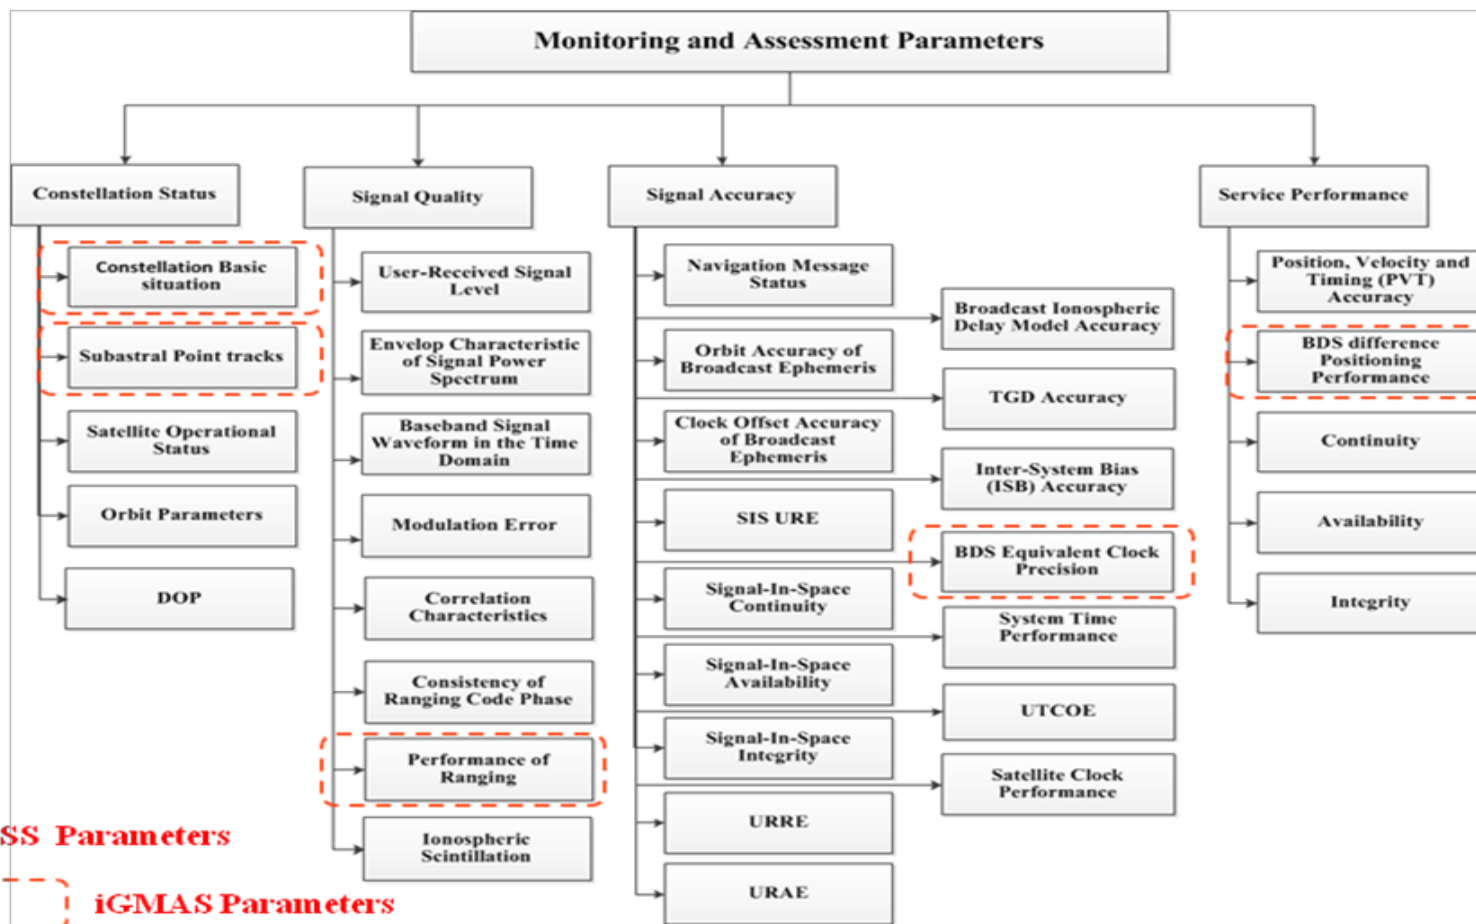 Monitoring and Assessment Parameters
Constellation Status
Constellation Basic
situation
Subastral Point tracks
Satellite Operational
Status
Orbit Parameters
DOP
Signal Quality
User-Received Signal
Level
Envelop Characteristic
of Signal Power
Spectrum
Baseband Signal
Waveform in the Time
Domain
Modulation Error
Correlation
Characteristics
Consistency of
Ranging Code Phase
Performance of
Ranging
Ionospheric
Scintillation
Signal Accuracy
Navigation Message
Status
Orbit Accuracy of
Broadcast Ephemeris
Clock Offset Accuracy
of Broadcast
Ephemeris
SIS URE
Signal-In-Space
Continuity
Signal-In-Space
Availability
Signal-In-Space
Integrity
URRE
URAE
Broadcast Ionospheric
Delay Model Accuracy
TGD Accuracy
Inter-System Bias
(ISB) Accuracy
BDS Equivalent Clock
Precision
System Time
Performance
UTCOE
Satellite Clock
Performance
Service Performance
Position, Velocity and
Timing (PVT)
Accuracy
BDS difference
Positioning
Performance
Continuity
Availability
Integrity
SS Parameters
iGMAS Parameters